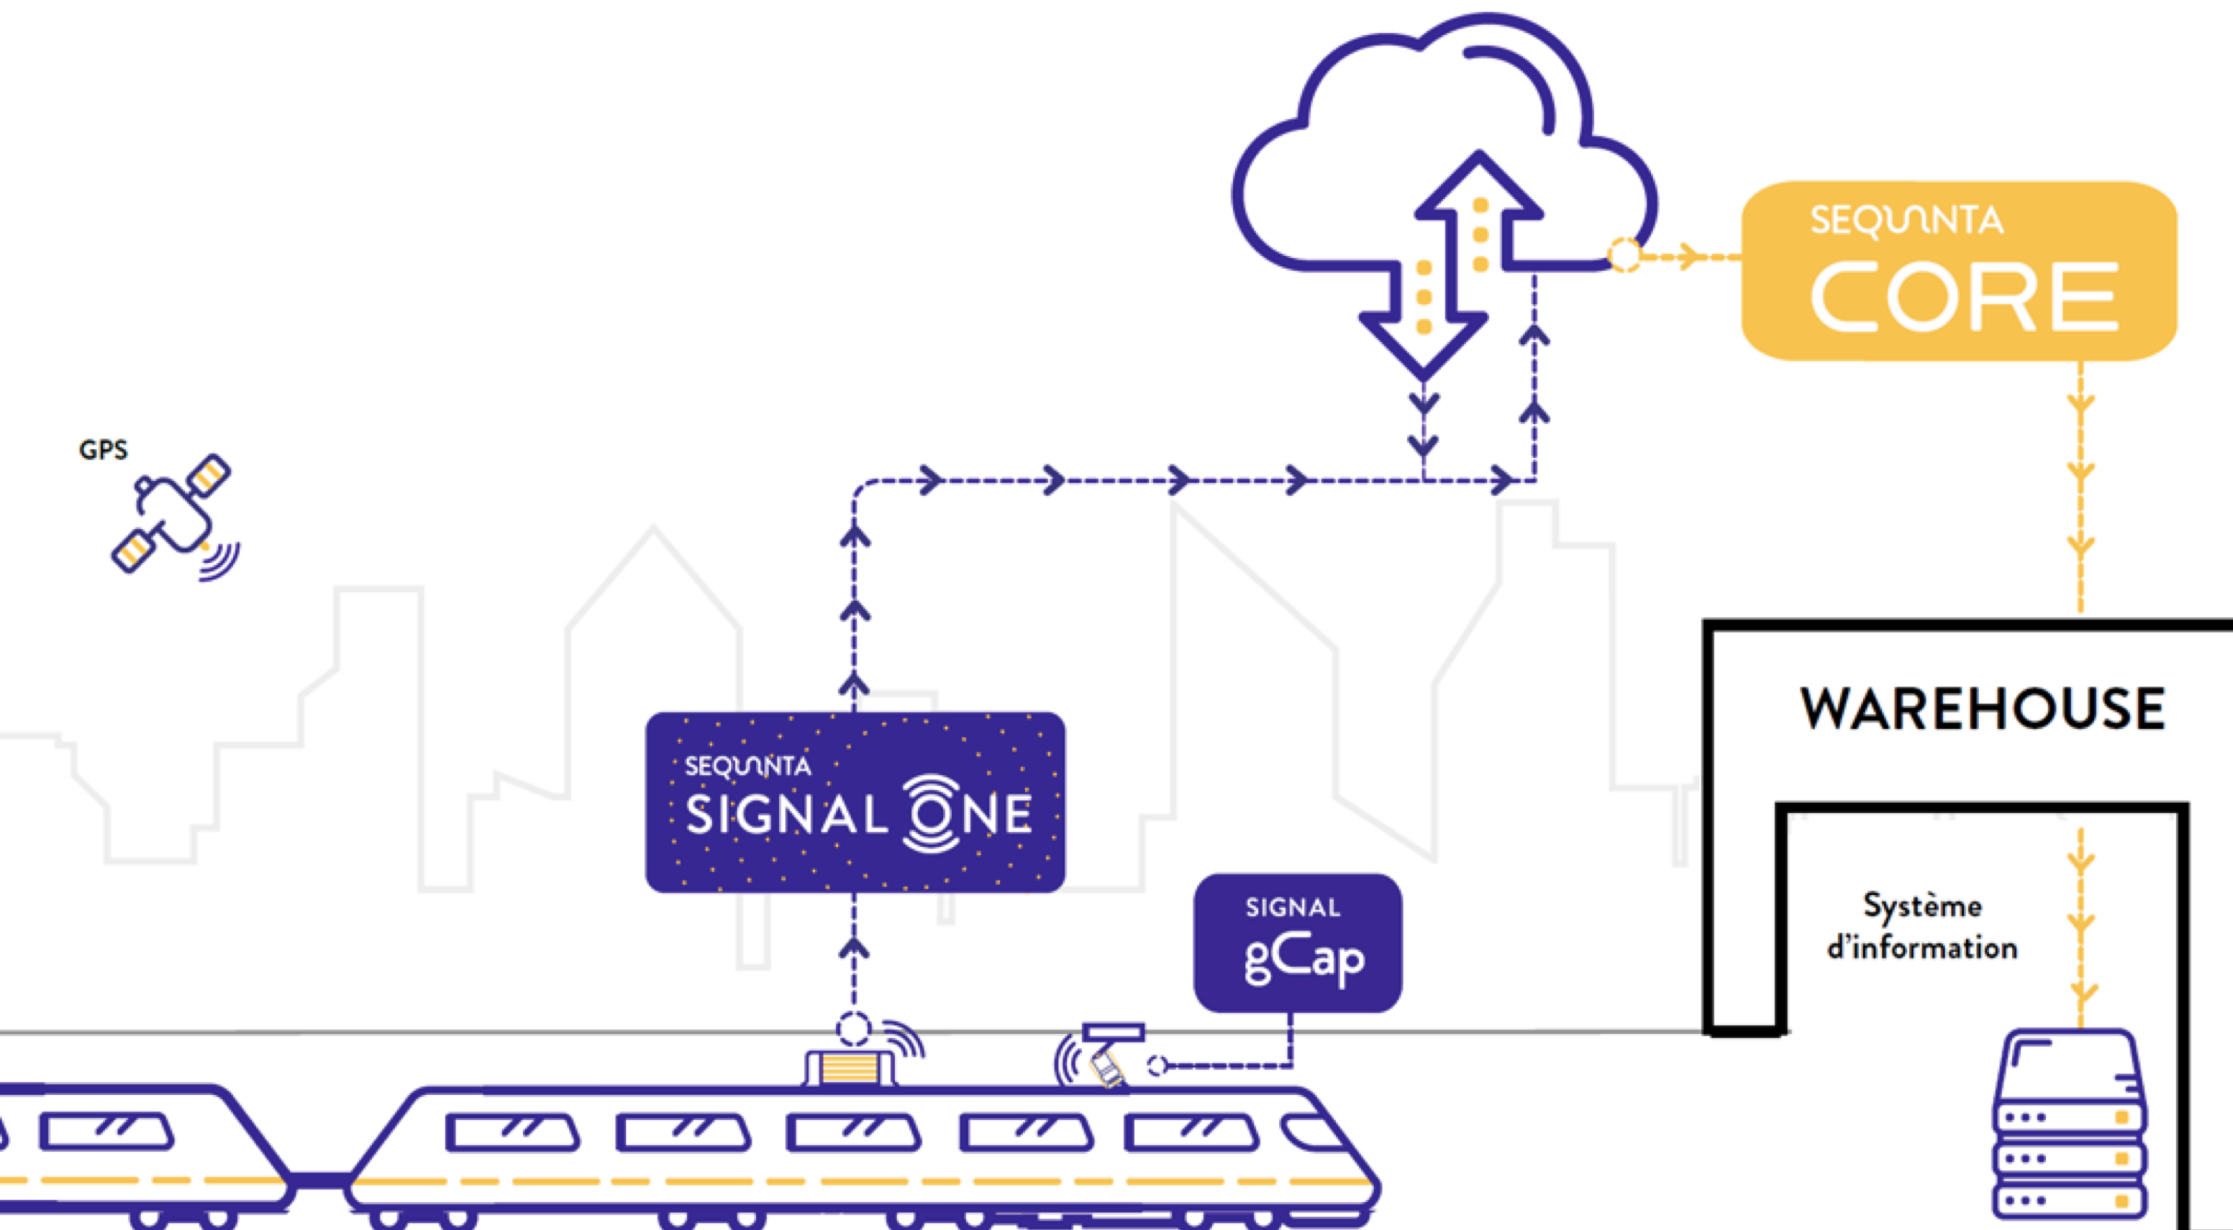 SEQUANTA
CORE
GPS
WAREHOUSE
SEQUANTA
SIGNAL ONE
SIGNAL
gCap
Système
d'information